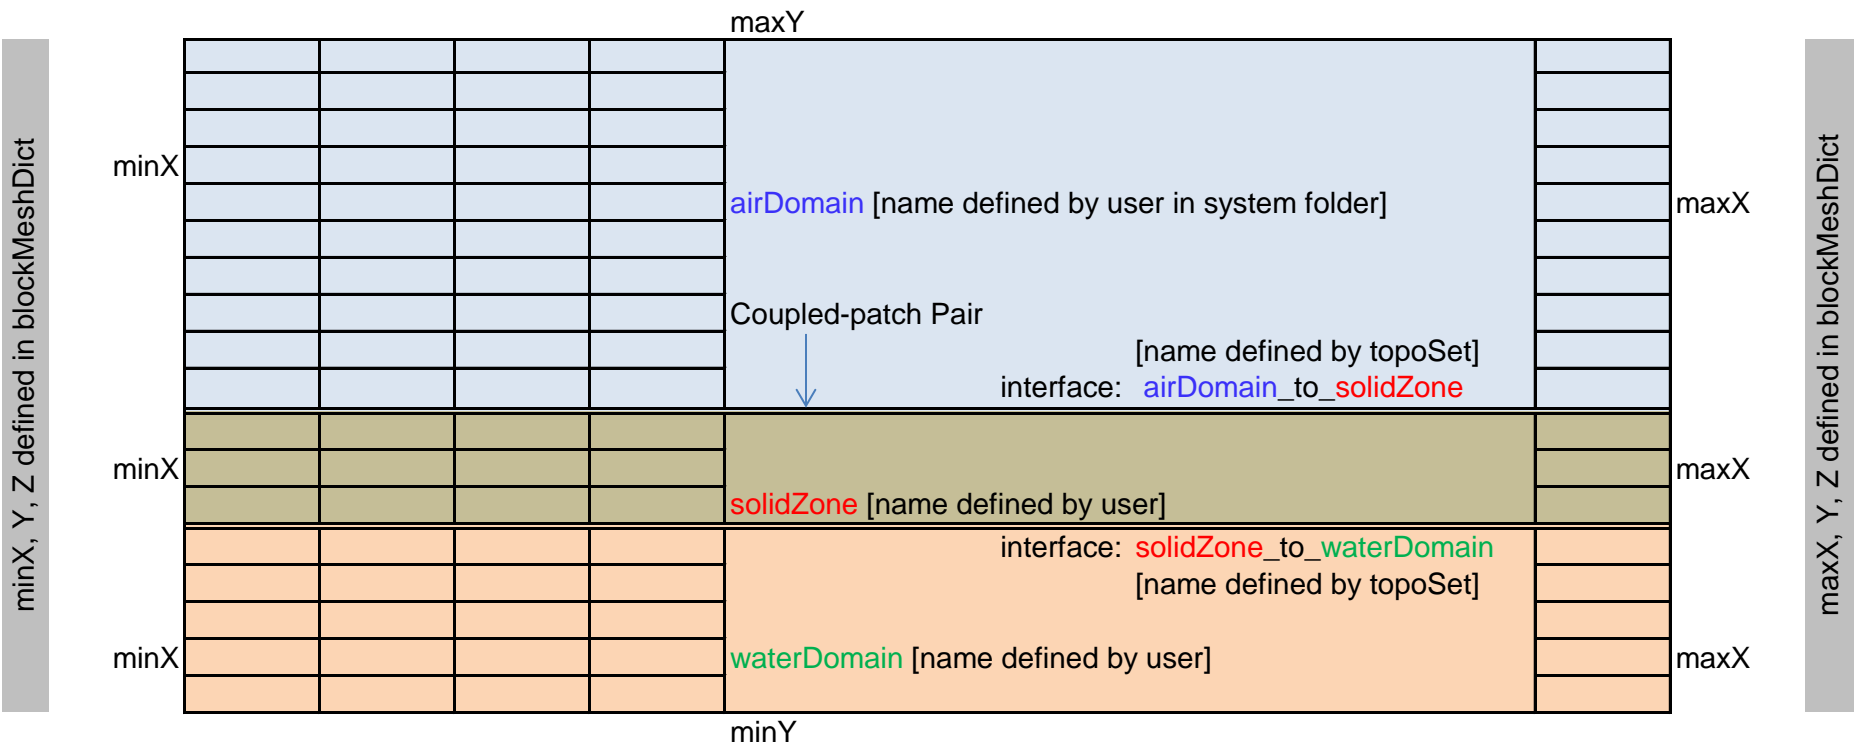 maxY
minX, Y, Z defined in blockMeshDict
maxX, Y, Z defined in blockMeshDict
minX
airDomain [name defined by user in system folder]
maxX
Coupled-patch Pair
[name defined by topoSet]
interface: airDomain_to_solidZone
minX
maxX
solidZone [name defined by user]
interface: solidZone_to_waterDomain
[name defined by topoSet]
minX
waterDomain [name defined by user]
maxX
minY